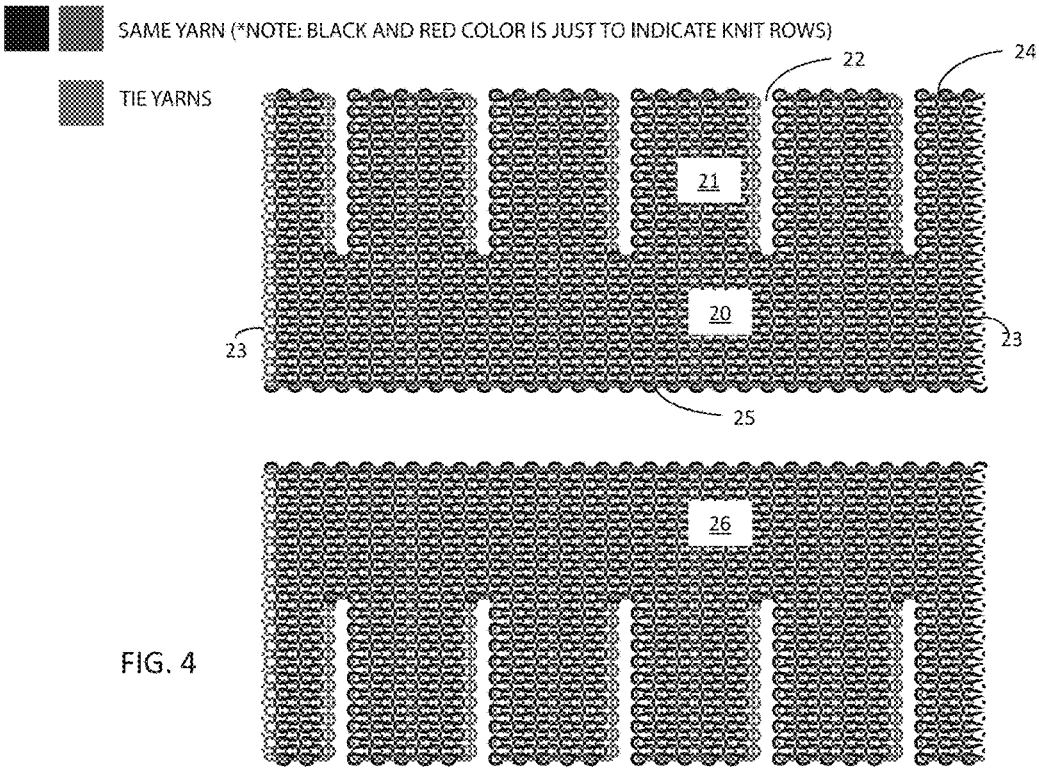 SAME YARN (*NOTE: BLACK AND RED COLOR IS JUST TO INDICATE KNIT ROWS)
22
24
TIE YARNS
21
20
23
23
25
26
FIG. 4